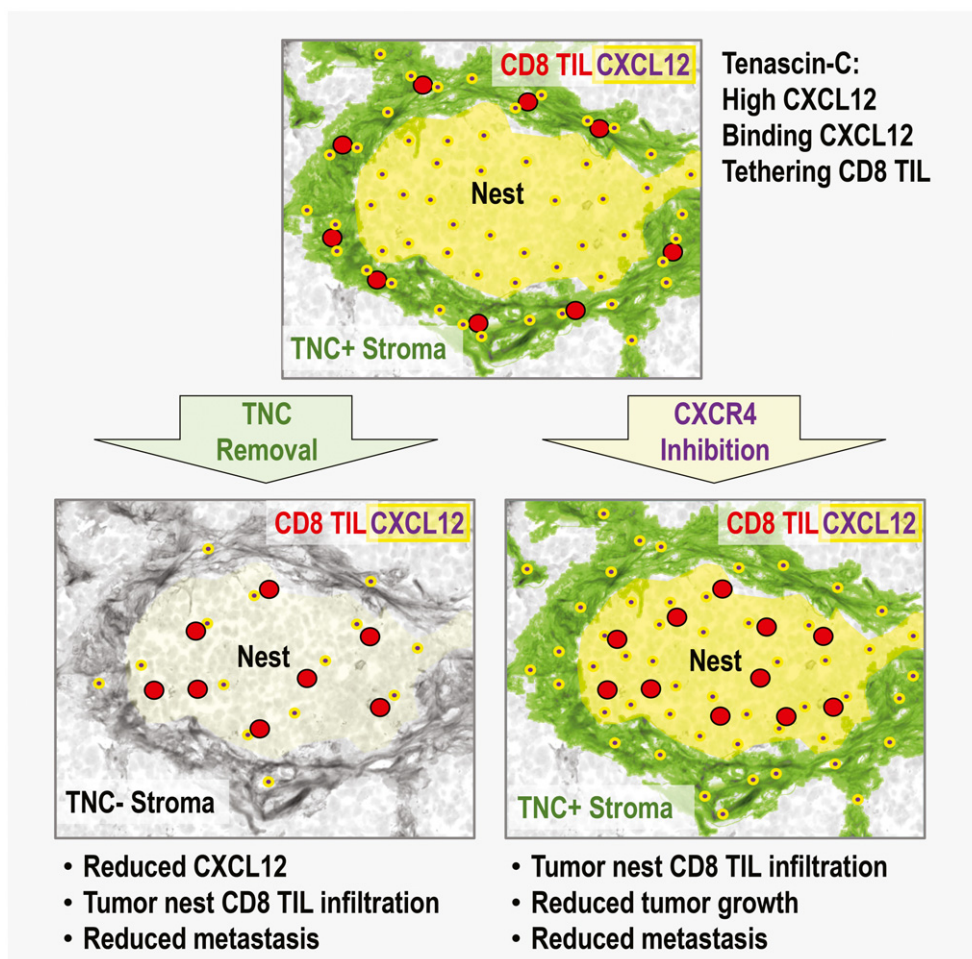 CD8 TIL CXCL12
Tenascin-C:
High CXCL12
Binding CXCL12
Tethering CD8 TIL
Nest
TNC+ Stroma
TNC
Removal
CXCR4
Inhibition
CD8 TIL CXCL12
Nest
TNC- Stroma
CD8 TIL CXCL12
Nest
TNC+ Stroma
• Reduced CXCL12
• Tumor nest CD8 TIL infiltration
• Reduced metastasis
• Tumor nest CD8 TIL infiltration
• Reduced tumor growth
• Reduced metastasis